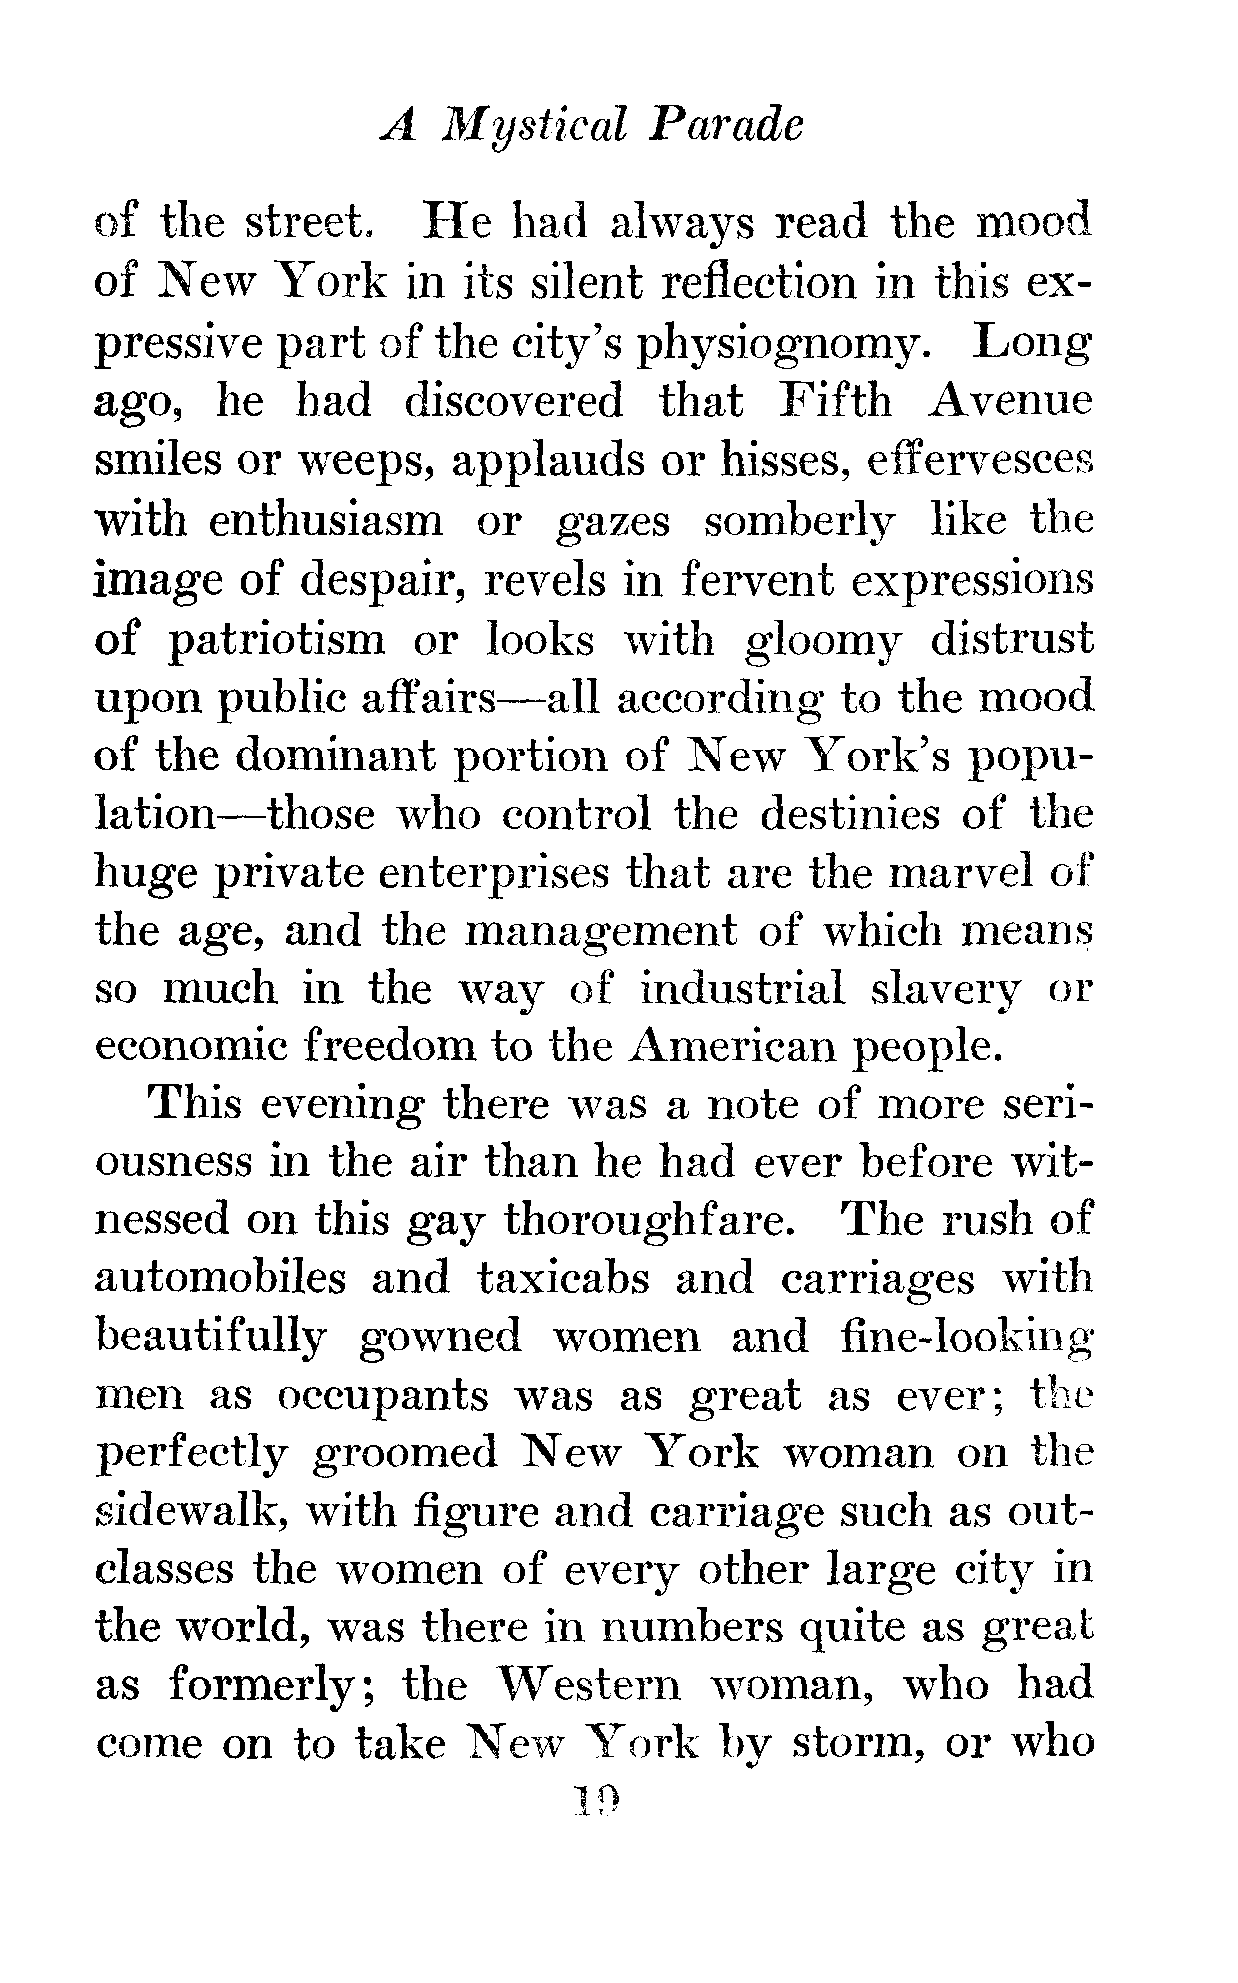 A Mystical Parade
of the street. He had always read the mood
of New York in its silent reflection in this ex-
pressive part of the city's physiognomy. Long
ago, he had discovered that Fifth Avenue
smiles or weeps, applauds or hisses, effervesces
with enthusiasm or gazes somberly like the
image of despair, revels in fervent expressions
of patriotism or looks with gloomy distrust
upon public affairs—all according to the mood
of the dominant portion of New York's popu-
lation—those who control the destinies of the
huge private enterprises that are the marvel of
the age, and the management of which means
so much in the way of industrial slavery or
economic freedom to the American people.
This evening there was a note of more seri-
ousness in the air than he had ever before wit-
nessed on this gay thoroughfare. The rush of
automobiles and taxicabs and carriages with
beautifully gowned women and fine-looking
men as occupants was as great as ever; the
perfectly groomed New York woman on the
sidewalk, with figure and carriage such as out-
classes the women of every other large city in
the world, was there in numbers quite as great
as formerly; the Western woman, who had
come on to take New York by storm, or who
19